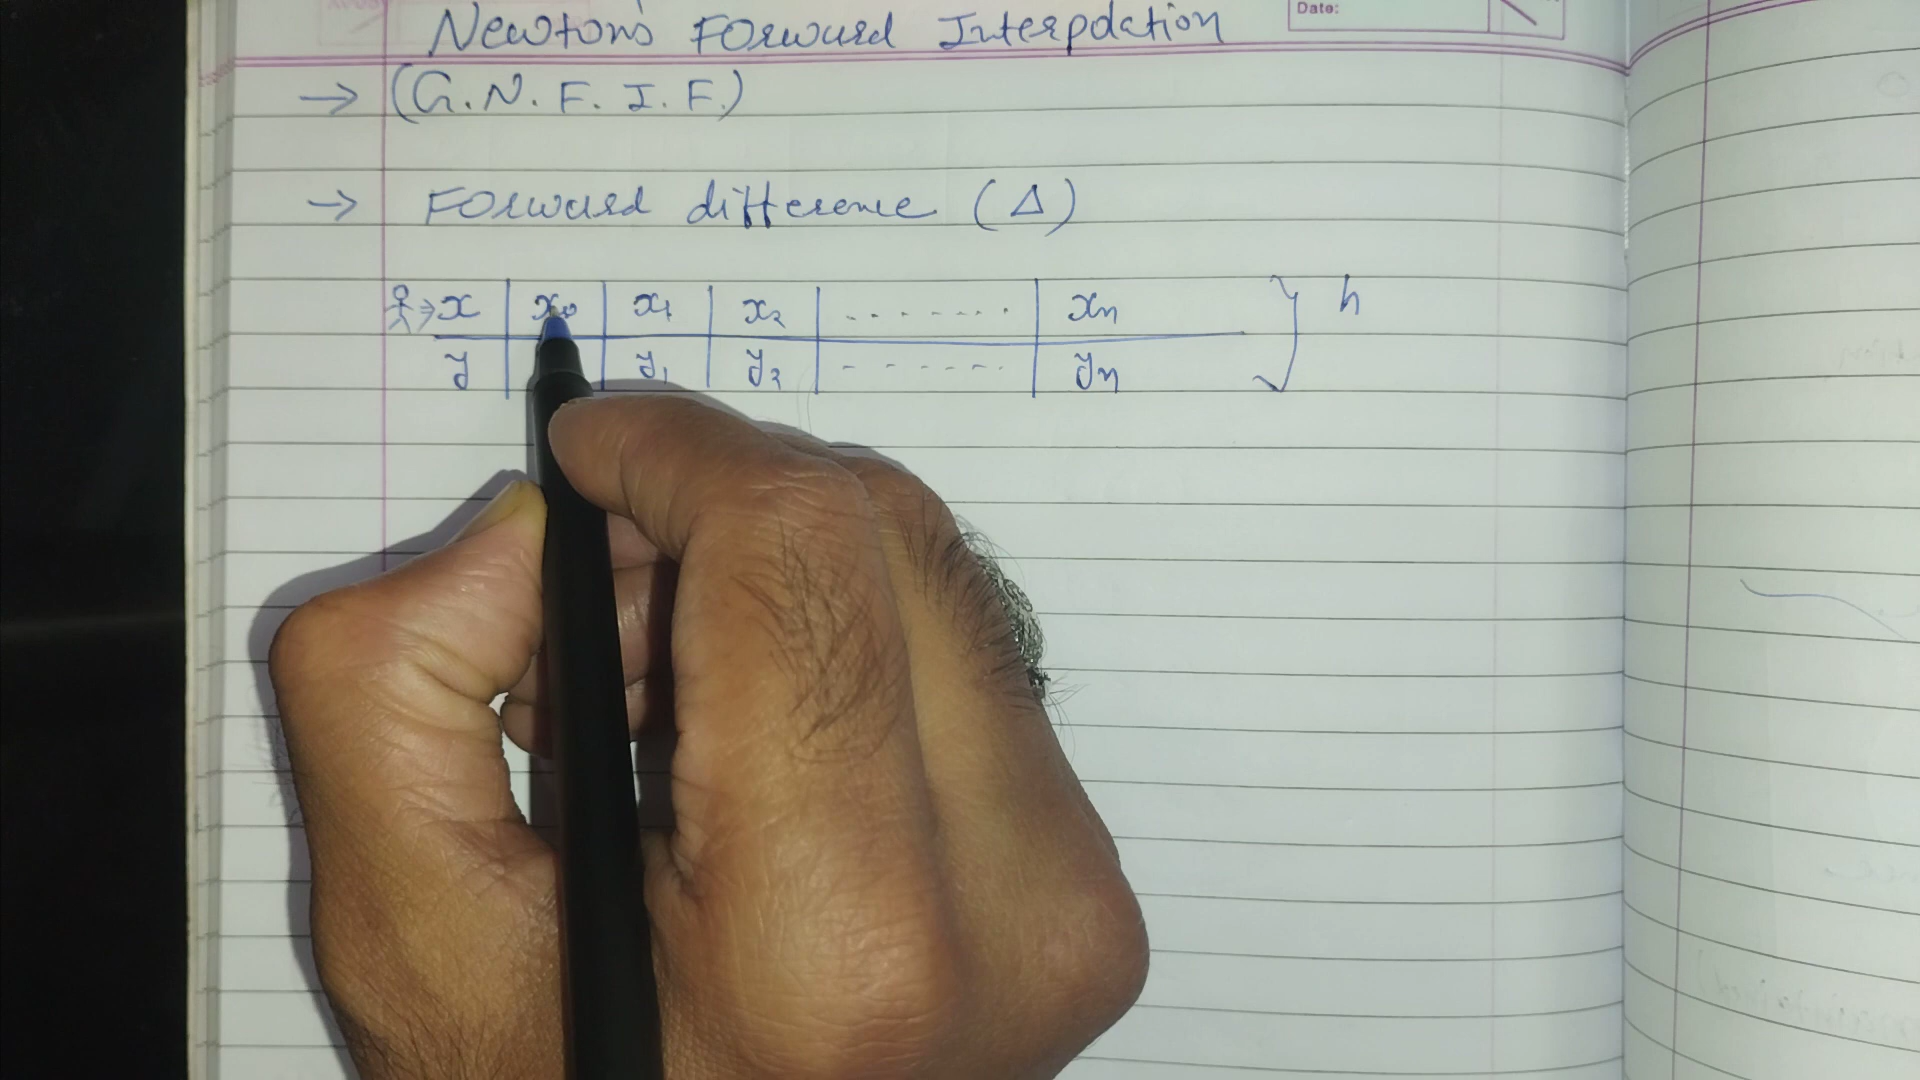 Date:
Newton's Forward Interpolation
→ (G.N.F.I.F.)
→ Forward difference (Δ)
x | x₀ | x₁ | x₂ | ....... | xₙ } h
y | y₁ | y₂ | ....... | yₙ